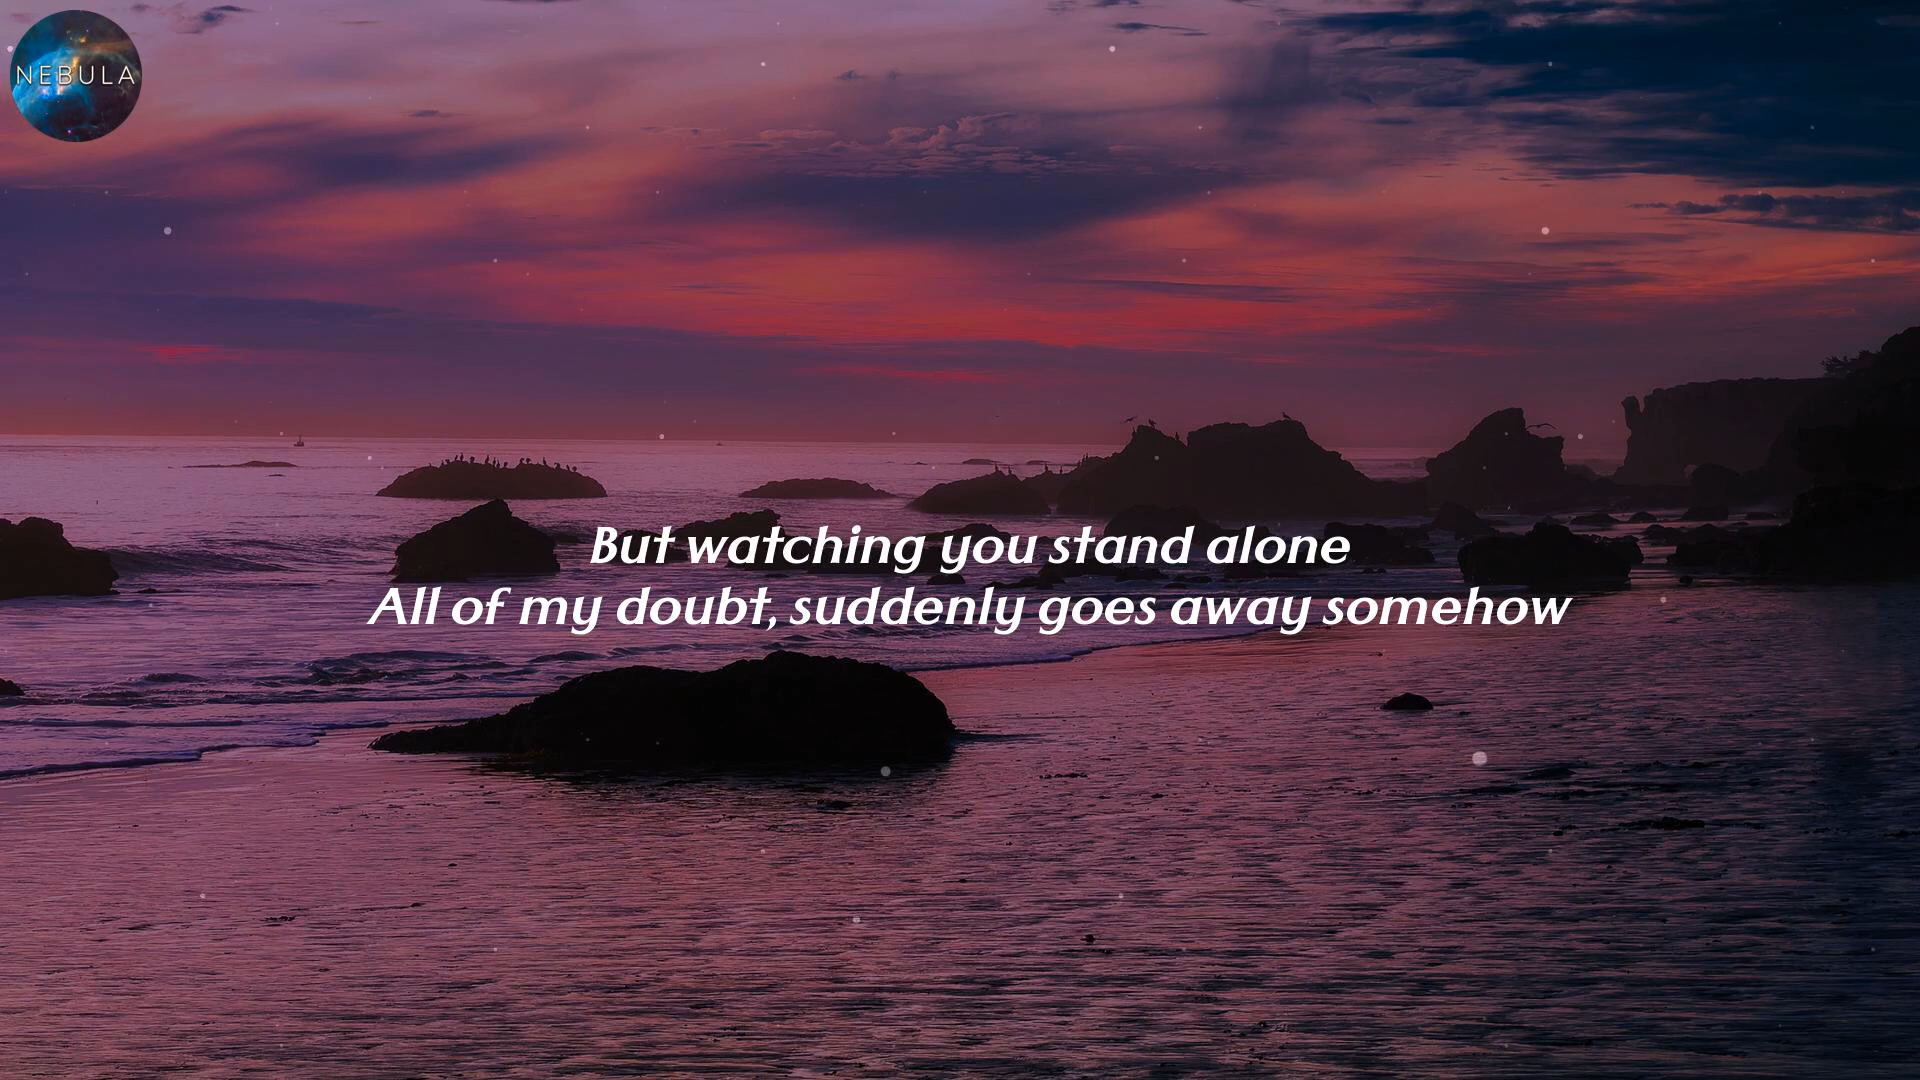 NEBULA
But watching you stand alone
All of my doubt, suddenly goes away somehow